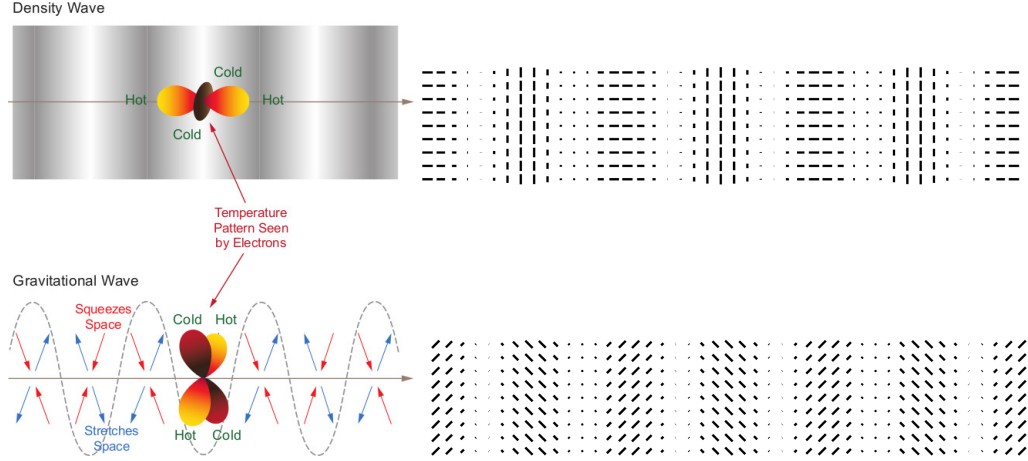 Density Wave
Cold
Hot
Hot
Cold
Temperature
Pattern Seen
by Electrons
Gravitational Wave
Squeezes
Space
Cold
Hot
Stretches
Space
Hot
Cold